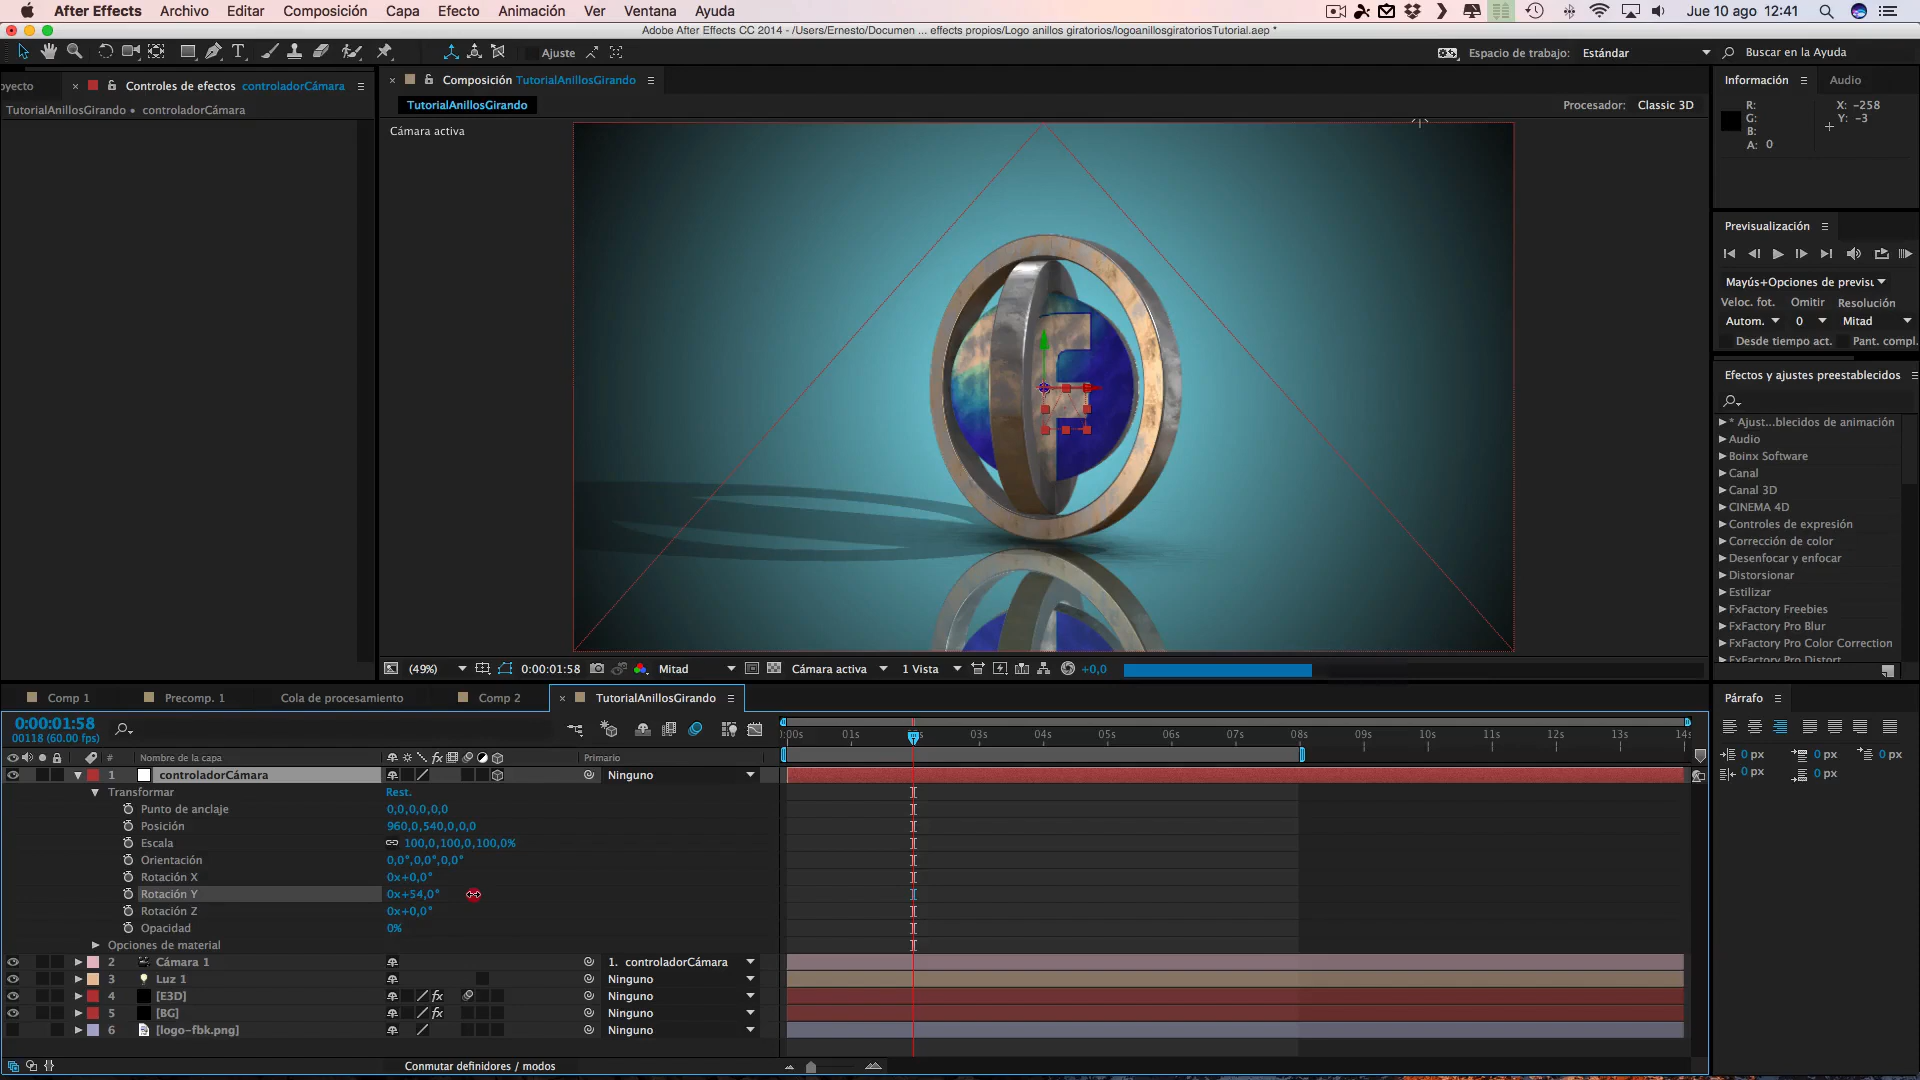 After Effects Archivo Editar Composición Capa Efecto Animación Ver Ventana Ayuda Jue 10 ago 12:41
Adobe After Effects CC 2014 - /Users/Ernesto/Documen ... effects propios/Logo anillos giratorios/logoanillosgiratoriosTutorial.aep *
Ajuste Espacio de trabajo: Estándar Buscar en la Ayuda
oyecto × Controles de efectos controladorCámara
TutorialAnillosGirando • controladorCámara
× Composición TutorialAnillosGirando
TutorialAnillosGirando
Procesador: Classic 3D
Cámara activa
Información Audio
R: X: -258
G: Y: -3
B:
A: 0
Previsualización
Mayús+Opciones de previsu
Veloc. fot. Omitir Resolución
Autom. 0 Mitad
Desde tiempo act. Pant. compl.
Efectos y ajustes preestablecidos
* Ajust...blecidos de animación
Audio
Boinx Software
Canal
Canal 3D
CINEMA 4D
Controles de expresión
Corrección de color
Desenfocar y enfocar
Distorsionar
Estilizar
FxFactory Freebies
FxFactory Pro Blur
FxFactory Pro Color Correction
FxFactory Pro Distort
(49%) 0:00:01:58 Mitad Cámara activa 1 Vista +0,0
Comp 1 Precomp. 1 Cola de procesamiento Comp 2 × TutorialAnillosGirando
Párrafo
0:00:01:58
00118 (60.00 fps)
:00s 01s 03s 04s 05s 06s 07s 08s 09s 10s 11s 12s 13s 14s
# Nombre de la capa Primario
1 controladorCámara Ninguno
Transformar Rest.
Punto de anclaje 0,0,0,0,0,0
Posición 960,0,540,0,0,0
Escala 100,0,100,0,100,0%
Orientación 0,0°,0,0°,0,0°
Rotación X 0x+0,0°
Rotación Y 0x+54,0°
Rotación Z 0x+0,0°
Opacidad 0%
Opciones de material
2 Cámara 1 1. controladorCámara
3 Luz 1 Ninguno
4 [E3D] fx Ninguno
5 [BG] fx Ninguno
6 [logo-fbk.png] Ninguno
0 px 0 px 0 px
0 px 0 px
Conmutar definidores / modos